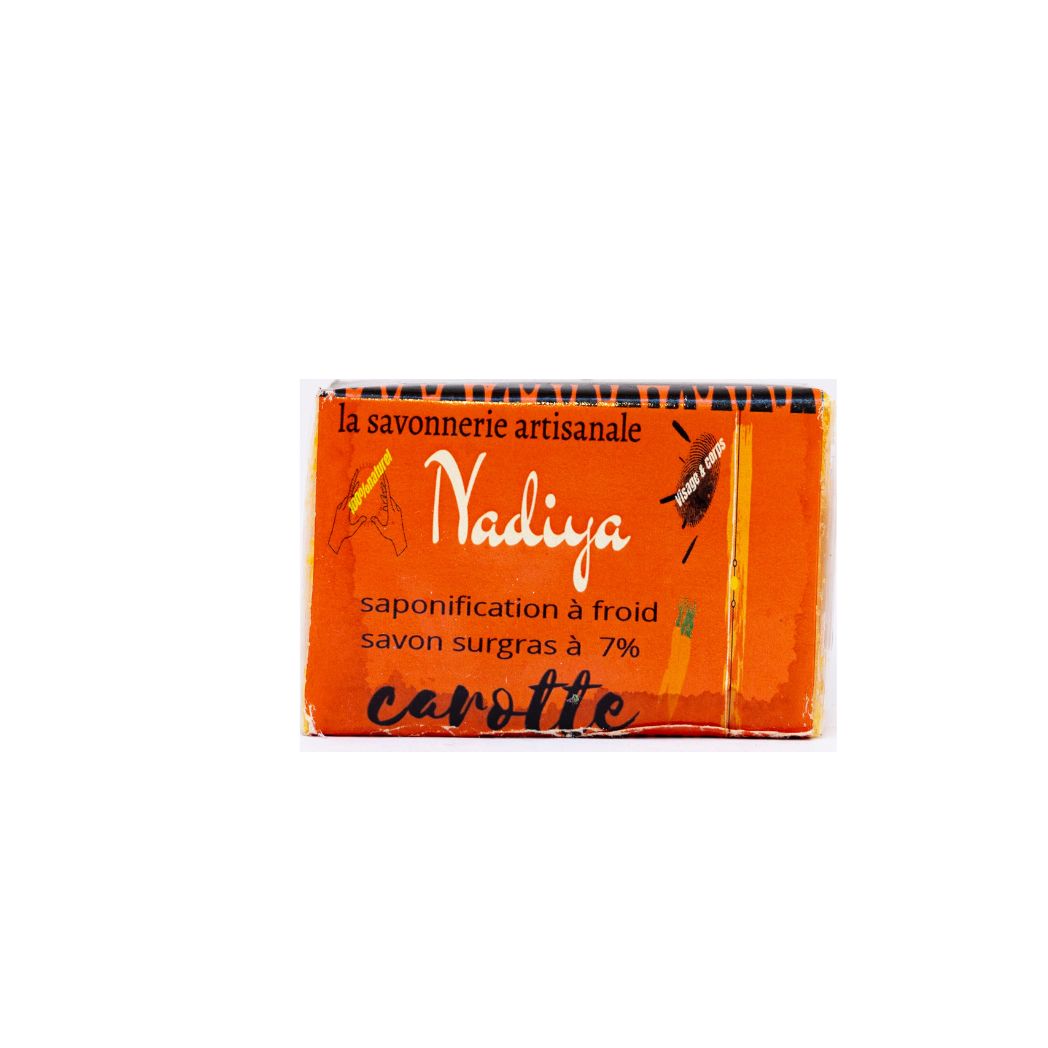 la savonnerie artisanale
100%naturel
Visage & corps
Nadiya
saponification à froid
savon surgras à 7%
carotte